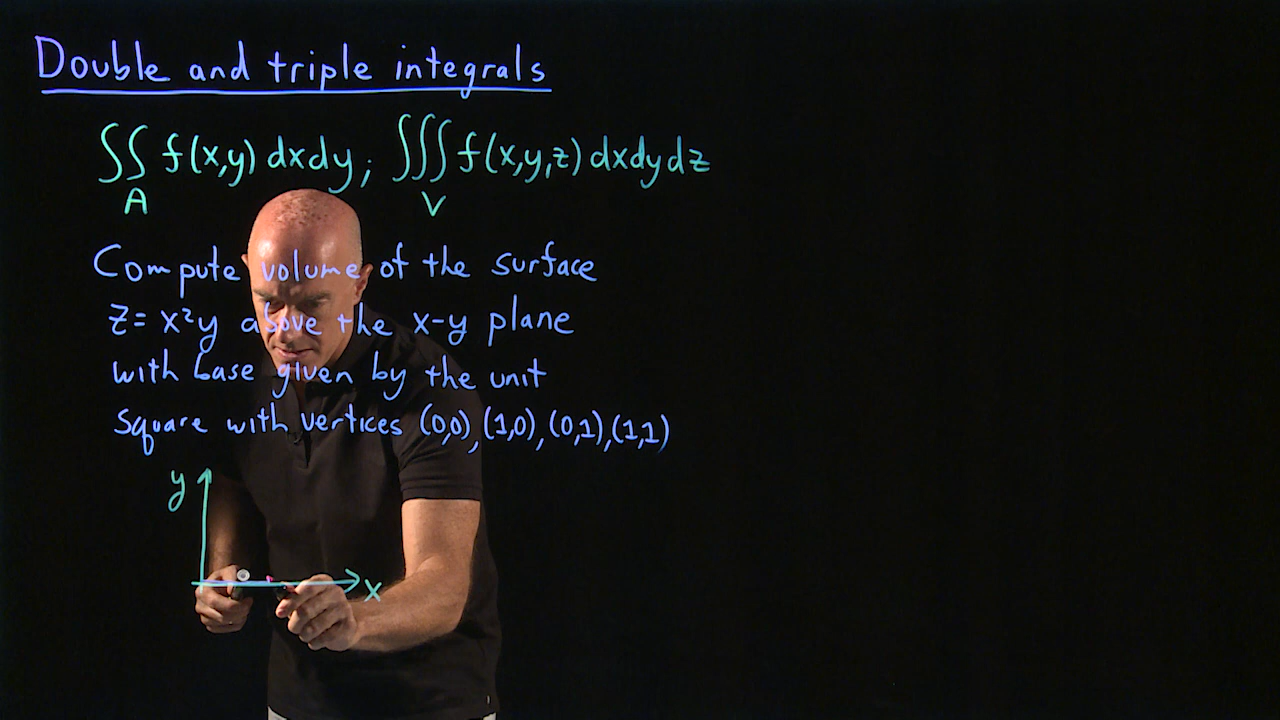 Double and triple integrals
∬ f(x,y) dxdy; ∭ f(x,y,z) dxdydz
A V
Compute volume of the surface
z = x²y above the x-y plane
with base given by the unit
square with vertices (0,0), (1,0), (0,1), (1,1)
y
x